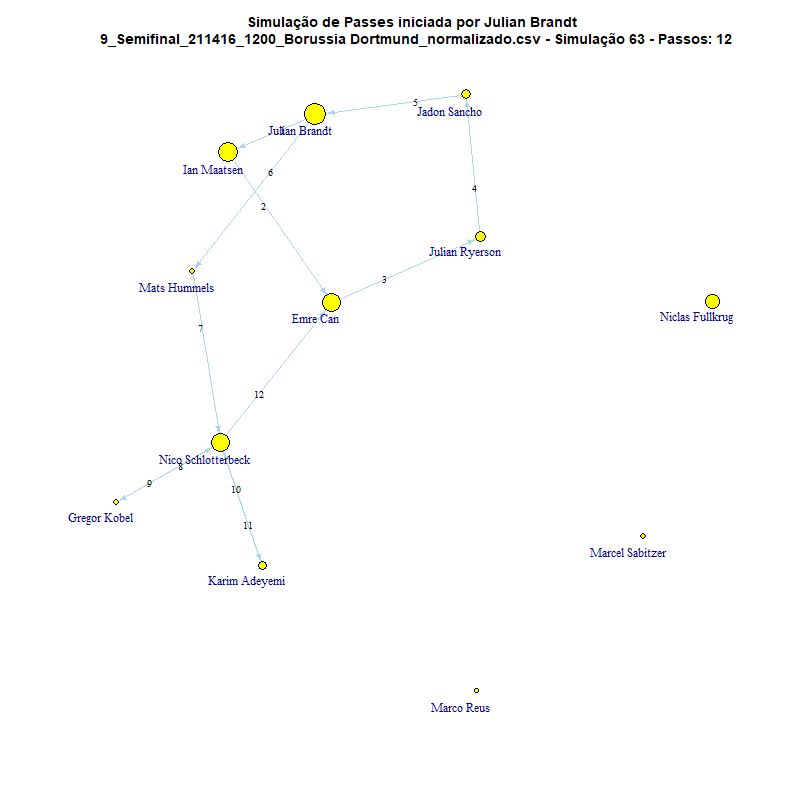 Simulação de Passes iniciada por Julian Brandt
9_Semifinal_211416_1200_Borussia Dortmund_normalizado.csv - Simulação 63 - Passos: 12
5
Jadon Sancho
Julian Brandt
Ian Maatsen
6
4
2
Julian Ryerson
3
Mats Hummels
Niclas Fullkrug
Emre Can
7
12
Nico Schlotterbeck
8
9
10
Gregor Kobel
11
Marcel Sabitzer
Karim Adeyemi
Marco Reus